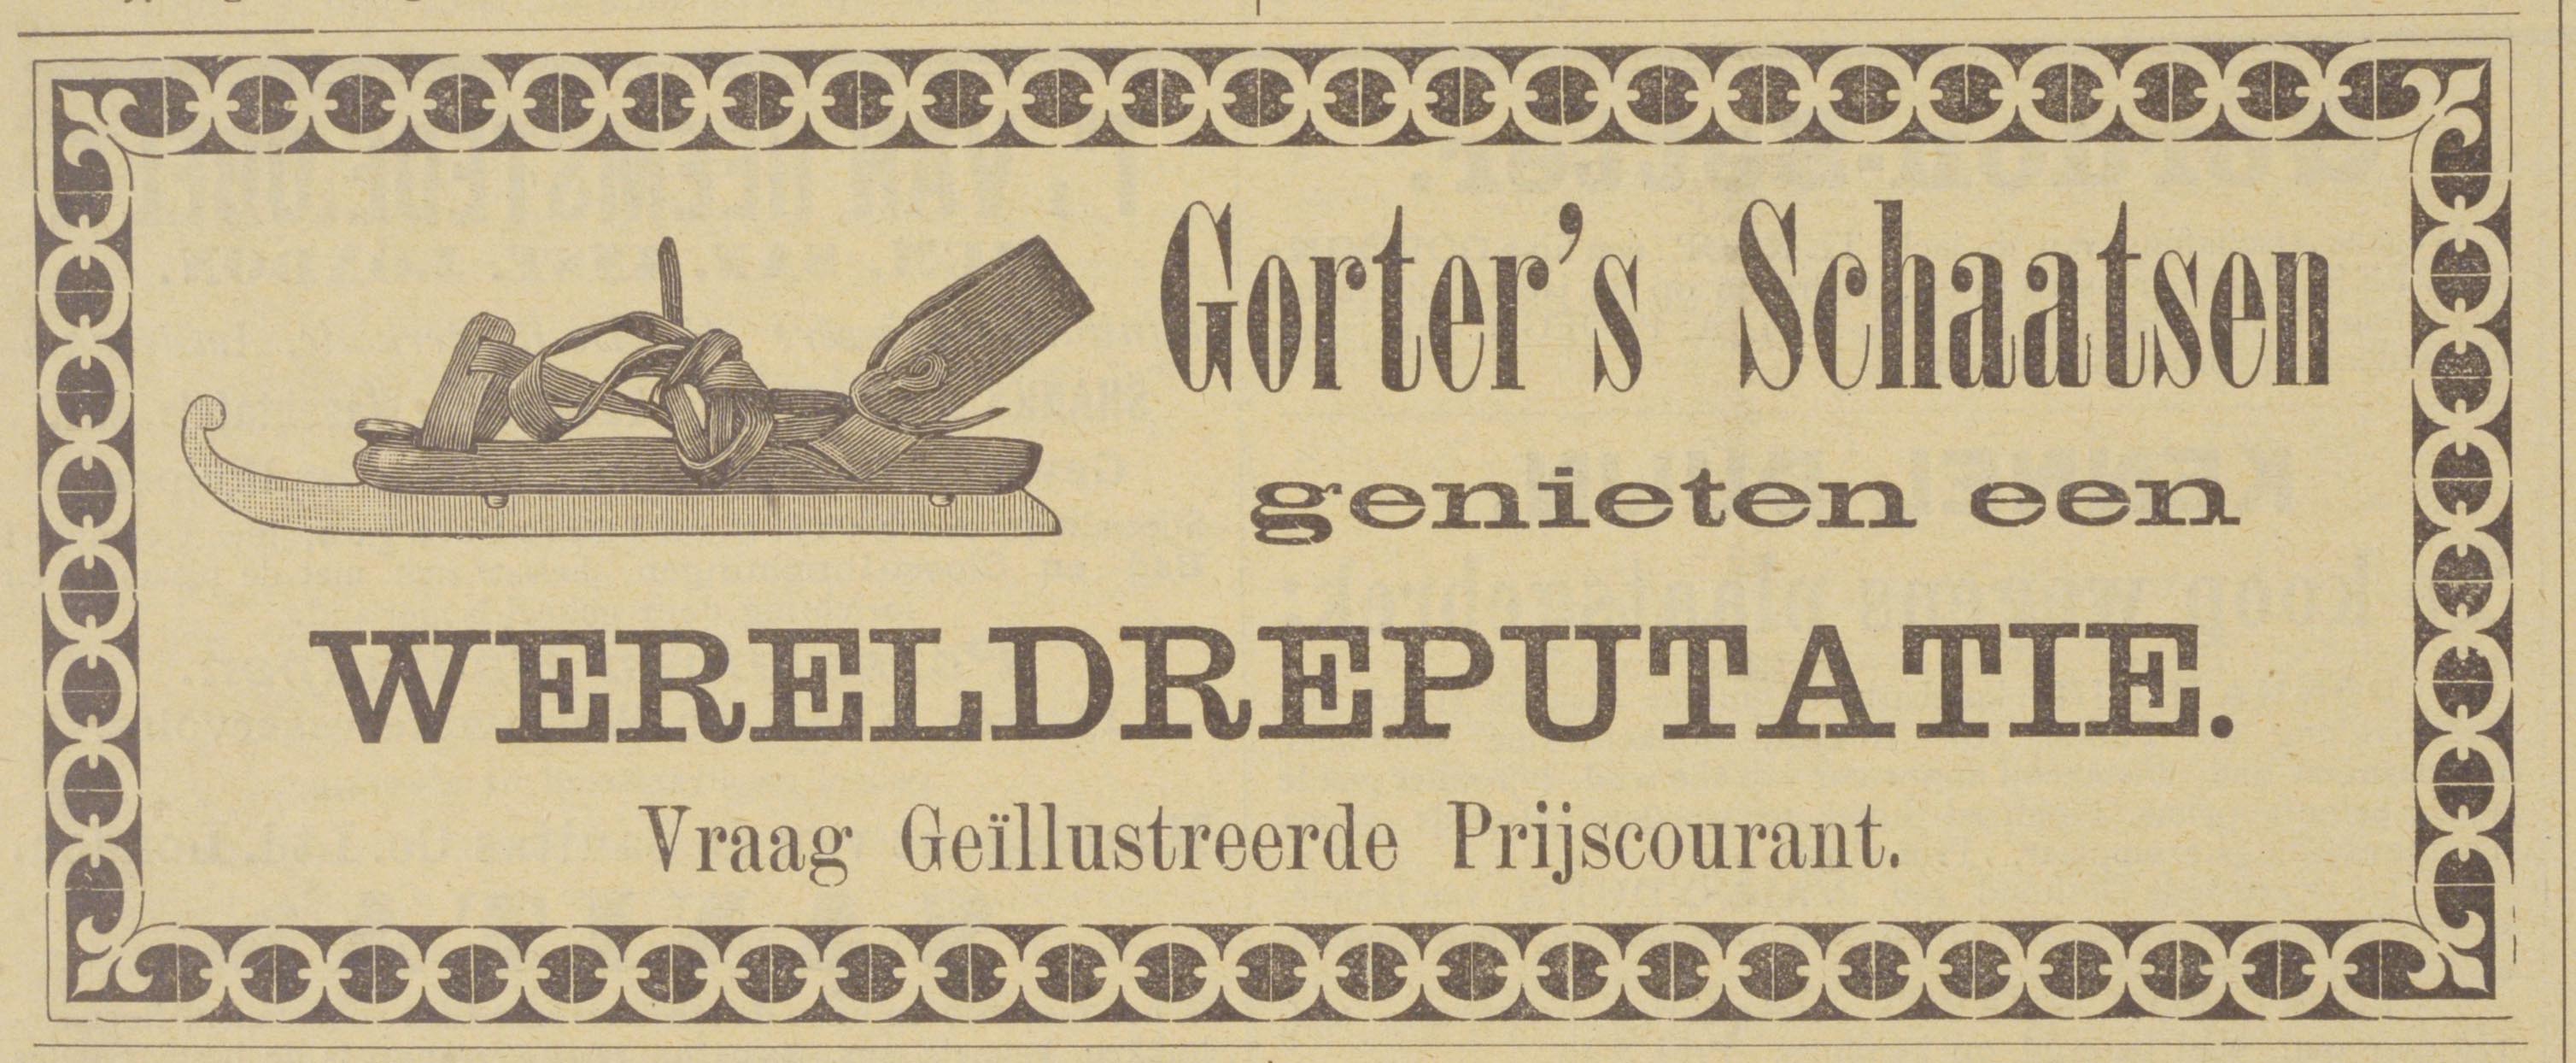 Gorter's Schaatsen
genieten een
WERELDREPUTATIE.
Vraag Geïllustreerde Prijscourant.